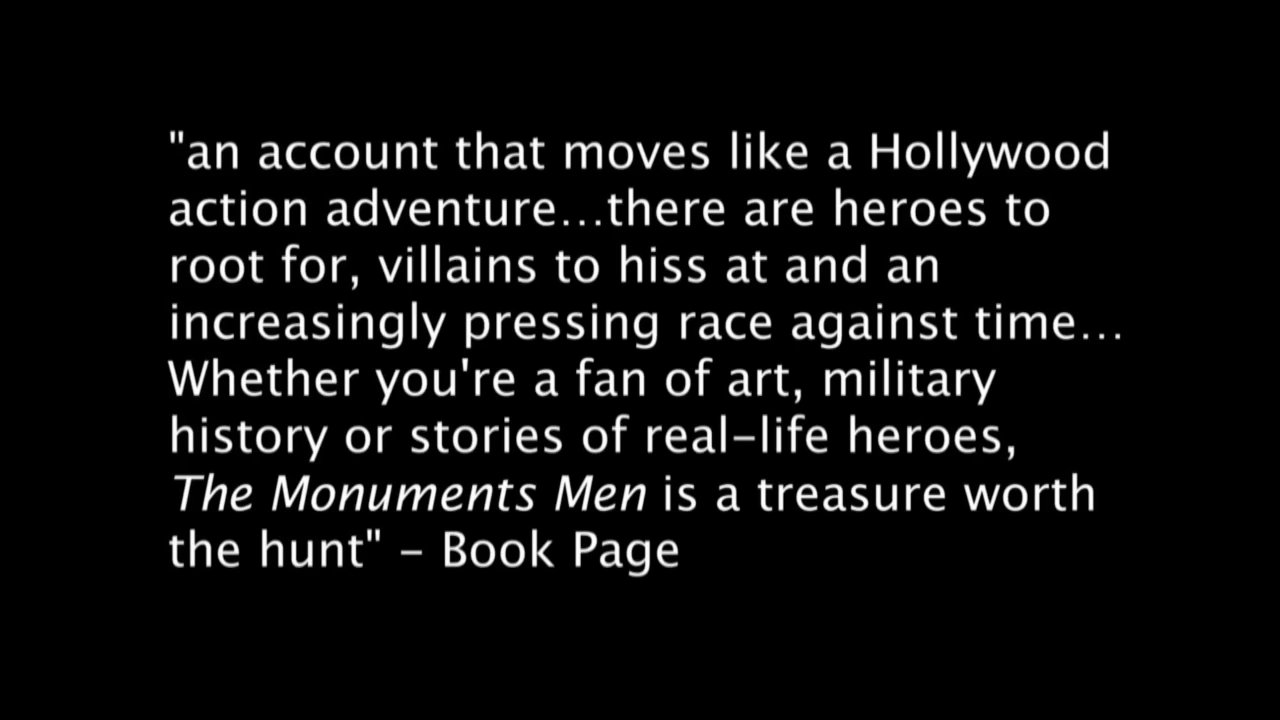 "an account that moves like a Hollywood
action adventure...there are heroes to
root for, villains to hiss at and an
increasingly pressing race against time...
Whether you're a fan of art, military
history or stories of real-life heroes,
The Monuments Men is a treasure worth
the hunt" - Book Page